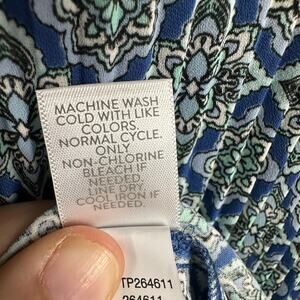 MACHINE WASH
COLD WITH LIKE
COLORS.
NORMAL CYCLE.
ONLY
NON-CHLORINE
BLEACH IF
NEEDED.
LINE DRY.
COOL IRON IF
NEEDED.
TP264611
264611